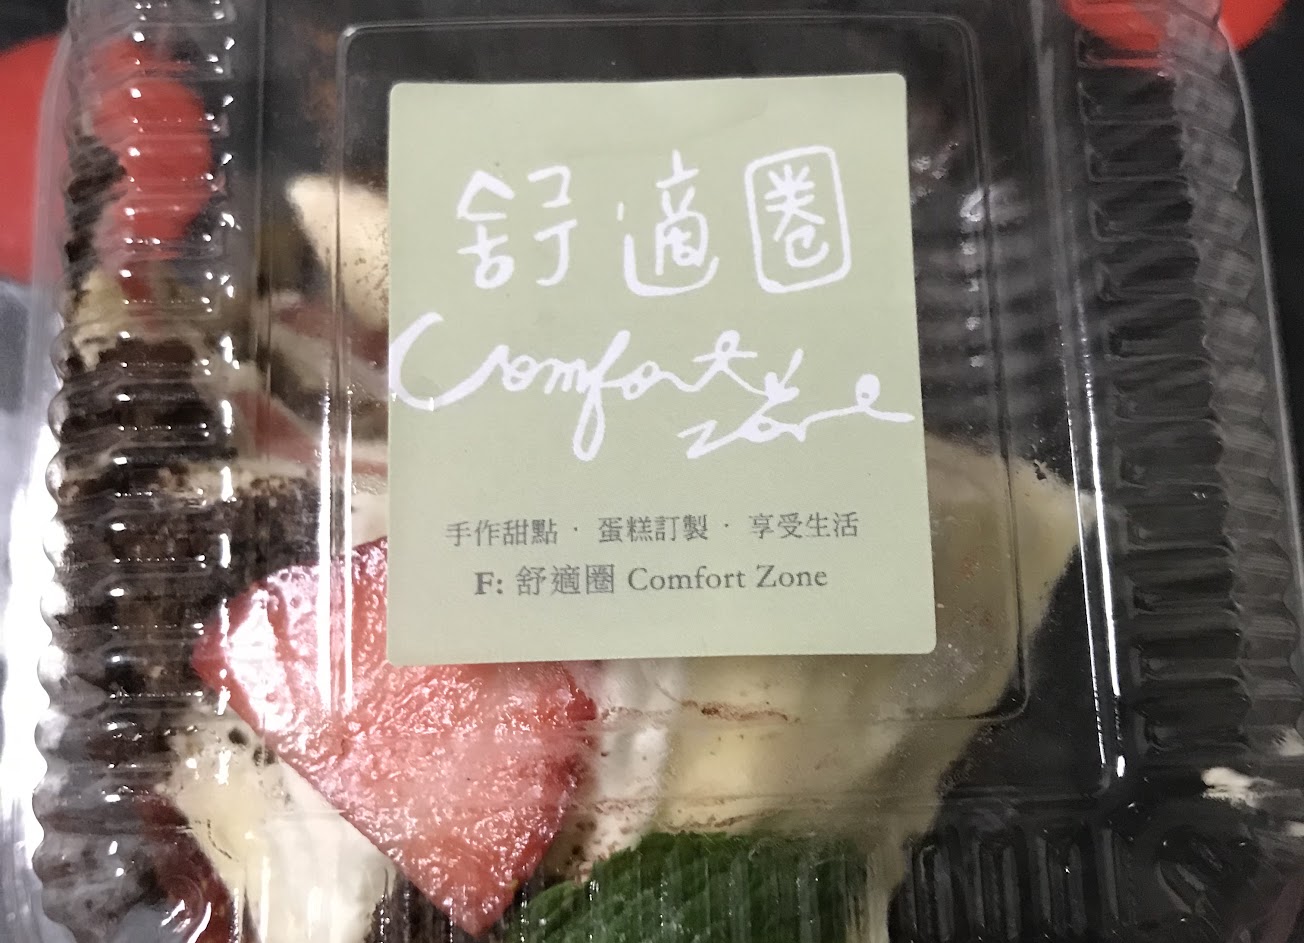 舒適圈
Comfort
Zone
手作甜點 · 蛋糕訂製 · 享受生活
F: 舒適圈 Comfort Zone